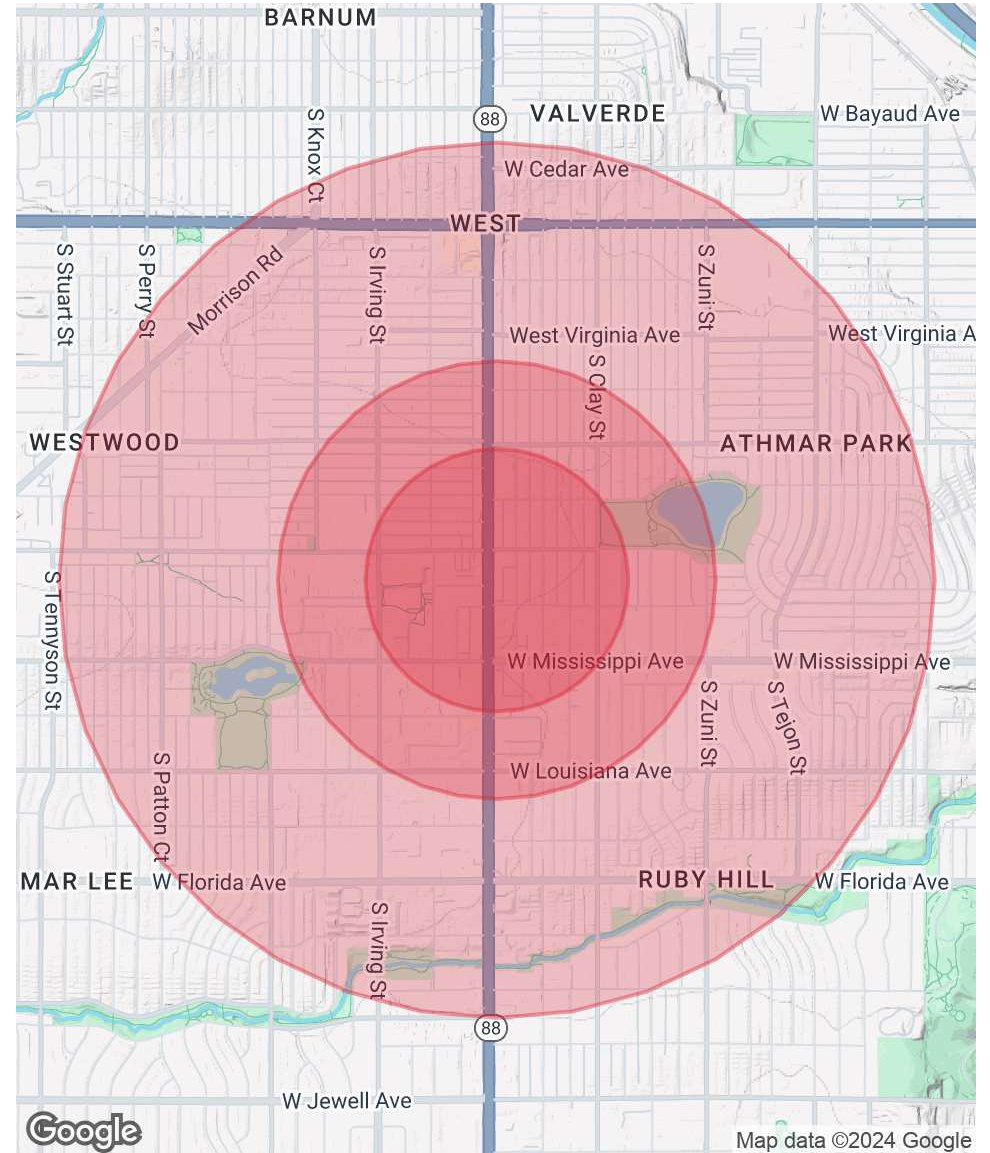 BARNUM
S Knox Ct
88
VALVERDE
W Bayaud Ave
W Cedar Ave
WEST
S Stuart St
S Perry St
Morrison Rd
S Irving St
S Zuni St
West Virginia Ave
West Virginia A
S Clay St
WESTWOOD
ATHMAR PARK
S Tennyson St
W Mississippi Ave
W Mississippi Ave
S Zuni St
S Tejon St
S Patton Ct
W Louisiana Ave
MAR LEE
W Florida Ave
RUBY HILL
W Florida Ave
S Irving St
88
W Jewell Ave
Google
Map data ©2024 Google